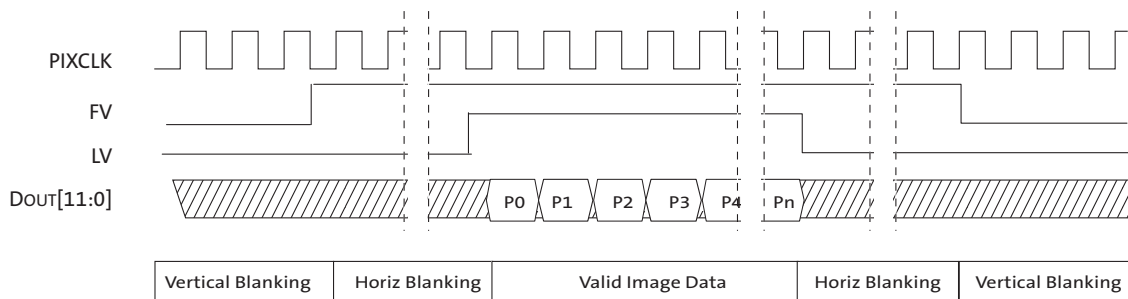 PIXCLK
FV
LV
DOUT[11:0]
P0 P1 P2 P3 P4 Pn
Vertical Blanking Horiz Blanking Valid Image Data Horiz Blanking Vertical Blanking